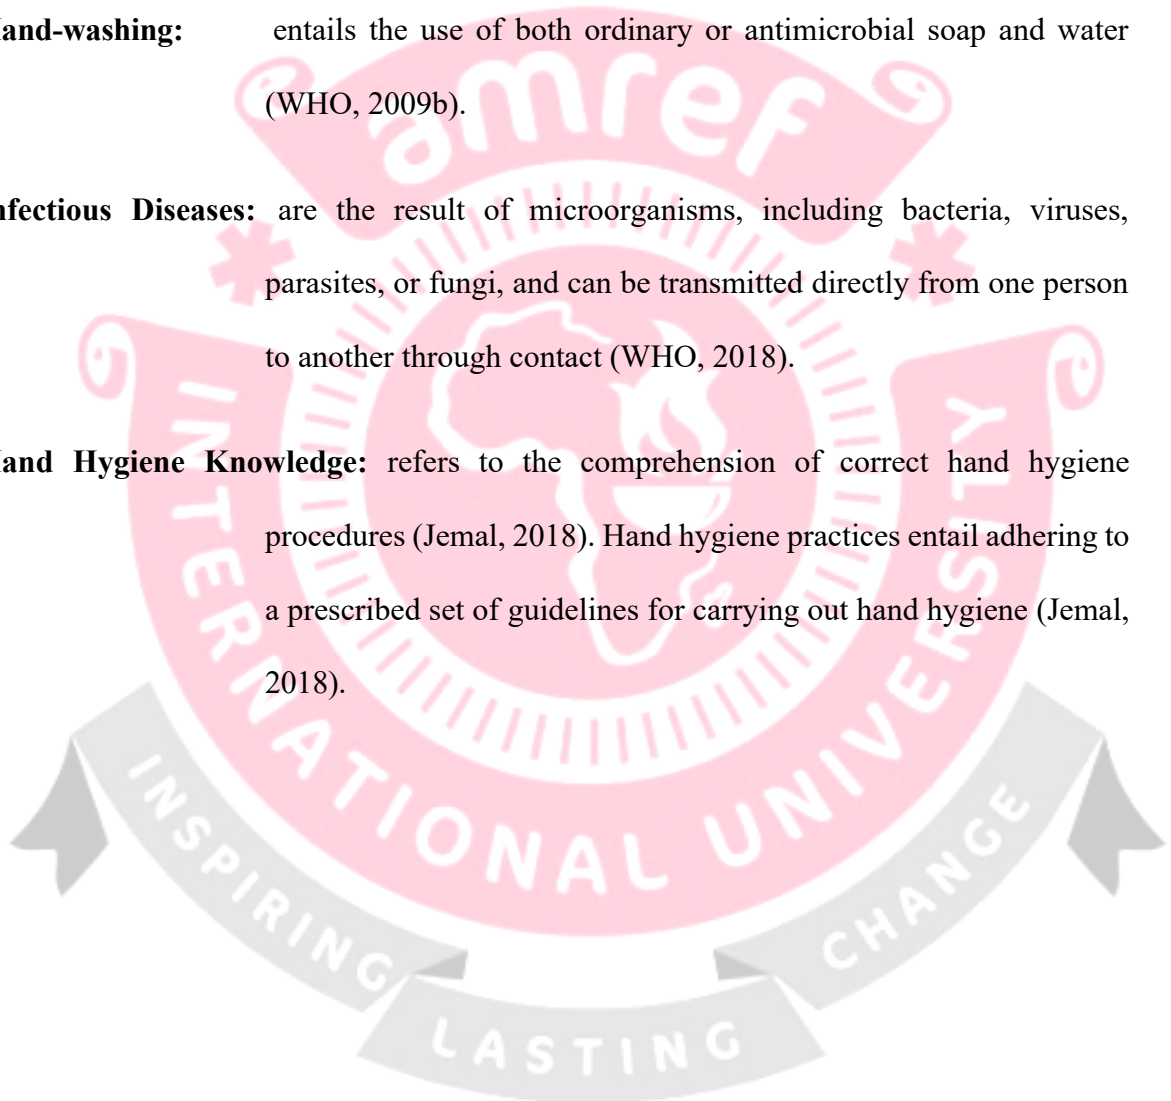 Hand-washing: entails the use of both ordinary or antimicrobial soap and water
(WHO, 2009b).
nfectious Diseases: are the result of microorganisms, including bacteria, viruses,
parasites, or fungi, and can be transmitted directly from one person
to another through contact (WHO, 2018).
Hand Hygiene Knowledge: refers to the comprehension of correct hand hygiene
procedures (Jemal, 2018). Hand hygiene practices entail adhering to
a prescribed set of guidelines for carrying out hand hygiene (Jemal,
2018).
amref
INTERNATIONAL UNIVERSITY
INSPIRING LASTING CHANGE